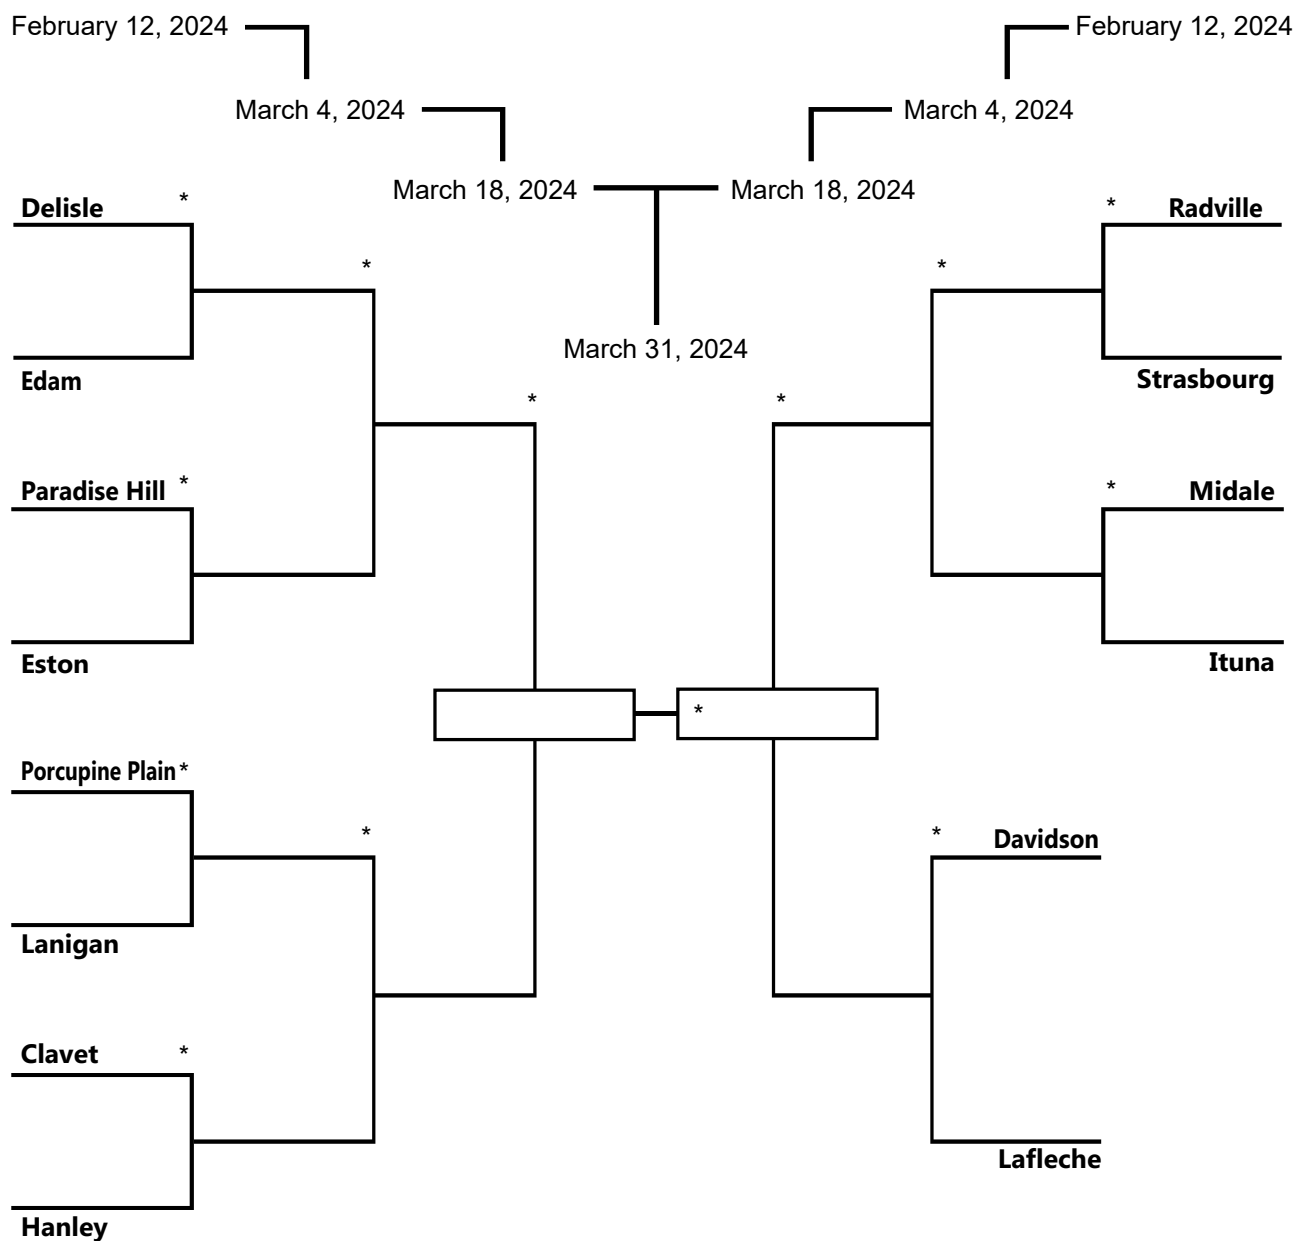 February 12, 2024
February 12, 2024
March 4, 2024
March 4, 2024
March 18, 2024
March 18, 2024
Delisle *
* Radville
*
*
March 31, 2024
Edam
Strasbourg
*
*
Paradise Hill *
* Midale
Eston
Ituna
*
Porcupine Plain *
*
* Davidson
Lanigan
Clavet *
Lafleche
Hanley